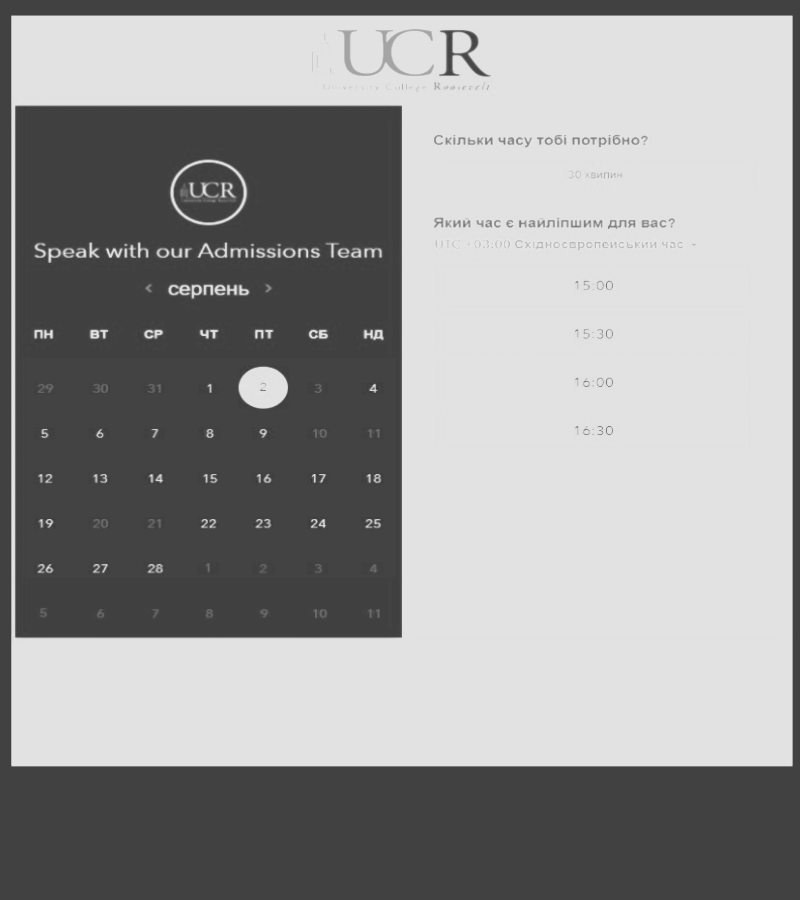 UCR
University College Roosevelt
UCR
Speak with our Admissions Team
< серпень >
ПН ВТ СР ЧТ ПТ СБ НД
29 30 31 1 2 3 4
5 6 7 8 9 10 11
12 13 14 15 16 17 18
19 20 21 22 23 24 25
26 27 28 1 2 3 4
5 6 7 8 9 10 11
Скільки часу тобі потрібно?
30 хвилин
Який час є найліпшим для вас?
UTC +03:00 Східноєвропейський час
15:00
15:30
16:00
16:30